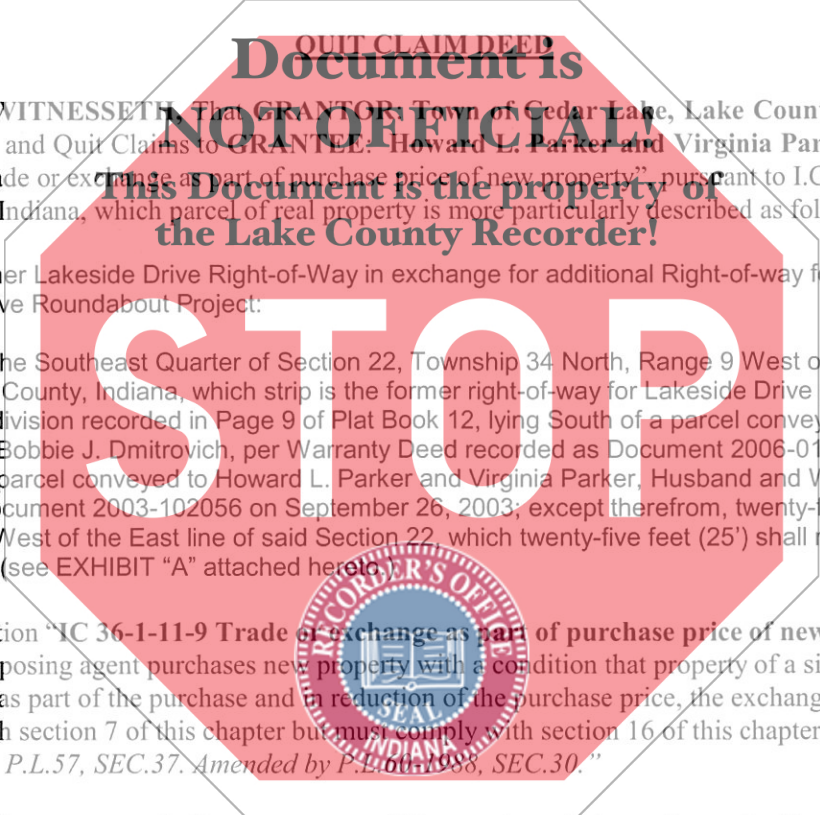 QUIT CLAIM DEED
Document is
WITNESSETH, That GRANTOR: Town of Cedar Lake, Lake Coun
NOT OFFICIAL!
and Quit Claims to GRANTEE: Howard L. Parker and Virginia Par
de or exchange as part of purchase price of new property”, pursuant to I.C
This Document is the property of
Indiana, which parcel of real property is more particularly described as fol
the Lake County Recorder!
er Lakeside Drive Right-of-Way in exchange for additional Right-of-way f
ve Roundabout Project:
STOP
he Southeast Quarter of Section 22, Township 34 North, Range 9 West o
County, Indiana, which strip is the former right-of-way for Lakeside Drive
division recorded in Page 9 of Plat Book 12, lying South of a parcel convey
Bobbie J. Dmitrovich, per Warranty Deed recorded as Document 2006-01
parcel conveyed to Howard L. Parker and Virginia Parker, Husband and W
cument 2003-102056 on September 26, 2003; except therefrom, twenty-f
West of the East line of said Section 22, which twenty-five feet (25’) shall r
(see EXHIBIT “A” attached hereto.)
RECORDER'S OFFICE
tion “IC 36-1-11-9 Trade or exchange as part of purchase price of new
posing agent purchases new property with a condition that property of a si
as part of the purchase and in reduction of the purchase price, the exchang
SEAL
h section 7 of this chapter but must comply with section 16 of this chapter
INDIANA
P.L.57, SEC.37. Amended by P.L.60-1988, SEC.30.”